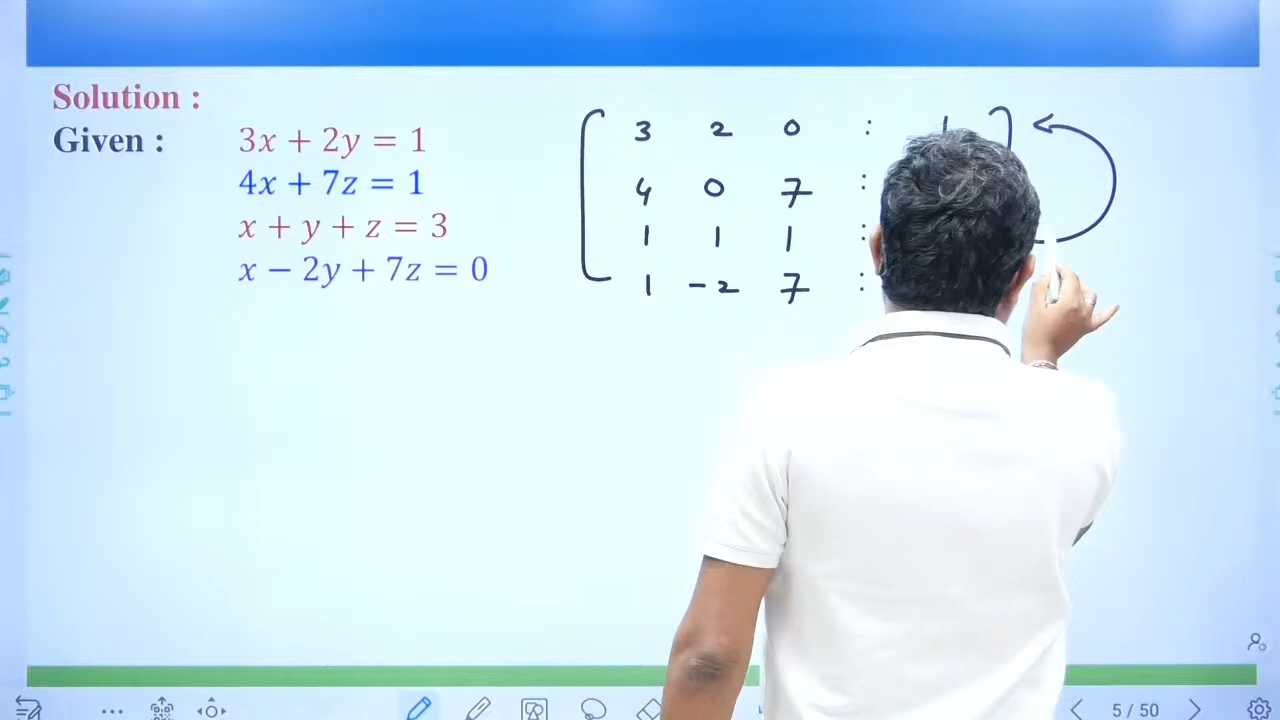 Solution :
Given : 3x + 2y = 1
4x + 7z = 1
x + y + z = 3
x − 2y + 7z = 0
3 2 0 : 1
4 0 7 :
1 1 1 :
1 -2 7 :
5 / 50